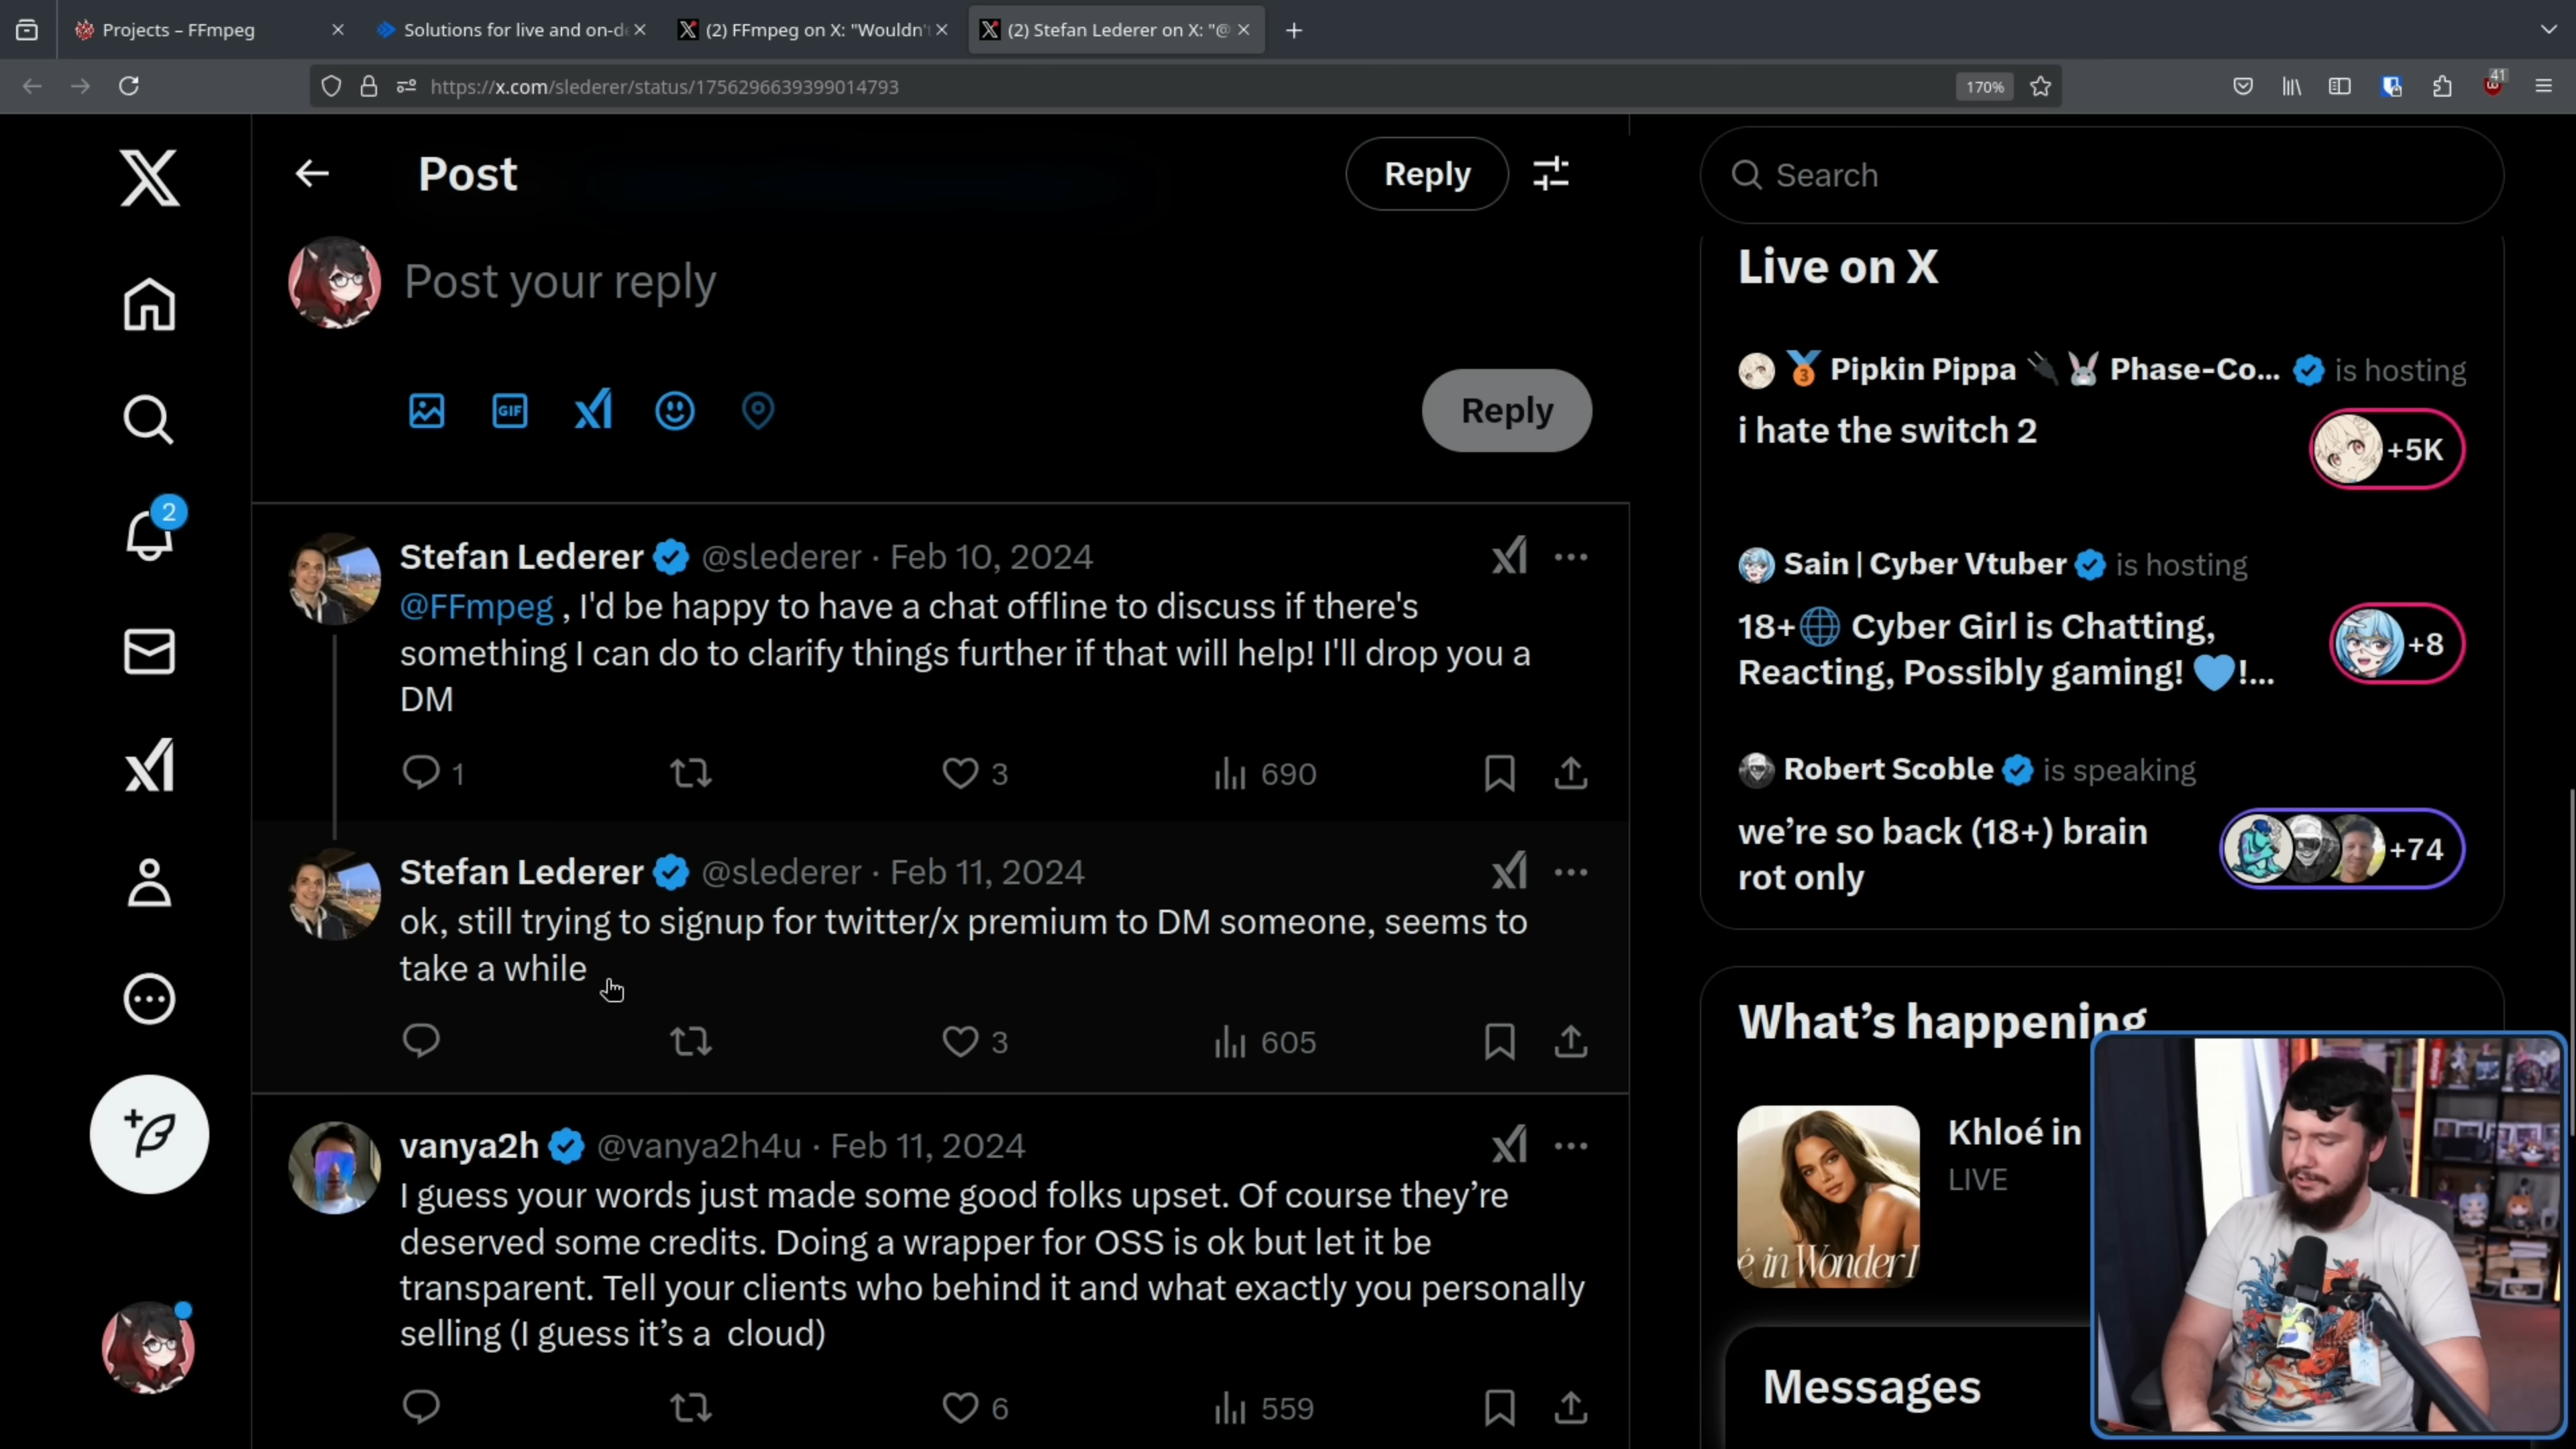 Projects – FFmpeg
Solutions for live and on-de
(2) FFmpeg on X: "Wouldn't
(2) Stefan Lederer on X: "@
https://x.com/slederer/status/1756296639399014793
170%
41
Post
Reply
Search
Post your reply
GIF
Reply
2
Stefan Lederer @slederer · Feb 10, 2024
@FFmpeg , I'd be happy to have a chat offline to discuss if there's
something I can do to clarify things further if that will help! I'll drop you a
DM
1
3
690
Stefan Lederer @slederer · Feb 11, 2024
ok, still trying to signup for twitter/x premium to DM someone, seems to
take a while
3
605
vanya2h @vanya2h4u · Feb 11, 2024
I guess your words just made some good folks upset. Of course they’re
deserved some credits. Doing a wrapper for OSS is ok but let it be
transparent. Tell your clients who behind it and what exactly you personally
selling (I guess it’s a cloud)
6
559
Live on X
3
Pipkin Pippa 🔌🐰 Phase-Co... is hosting
i hate the switch 2
+5K
Sain | Cyber Vtuber is hosting
18+🌐 Cyber Girl is Chatting,
Reacting, Possibly gaming! 💙!...
+8
Robert Scoble is speaking
we’re so back (18+) brain
rot only
+74
What’s happening
Khloé in
LIVE
é in Wonder l
Messages